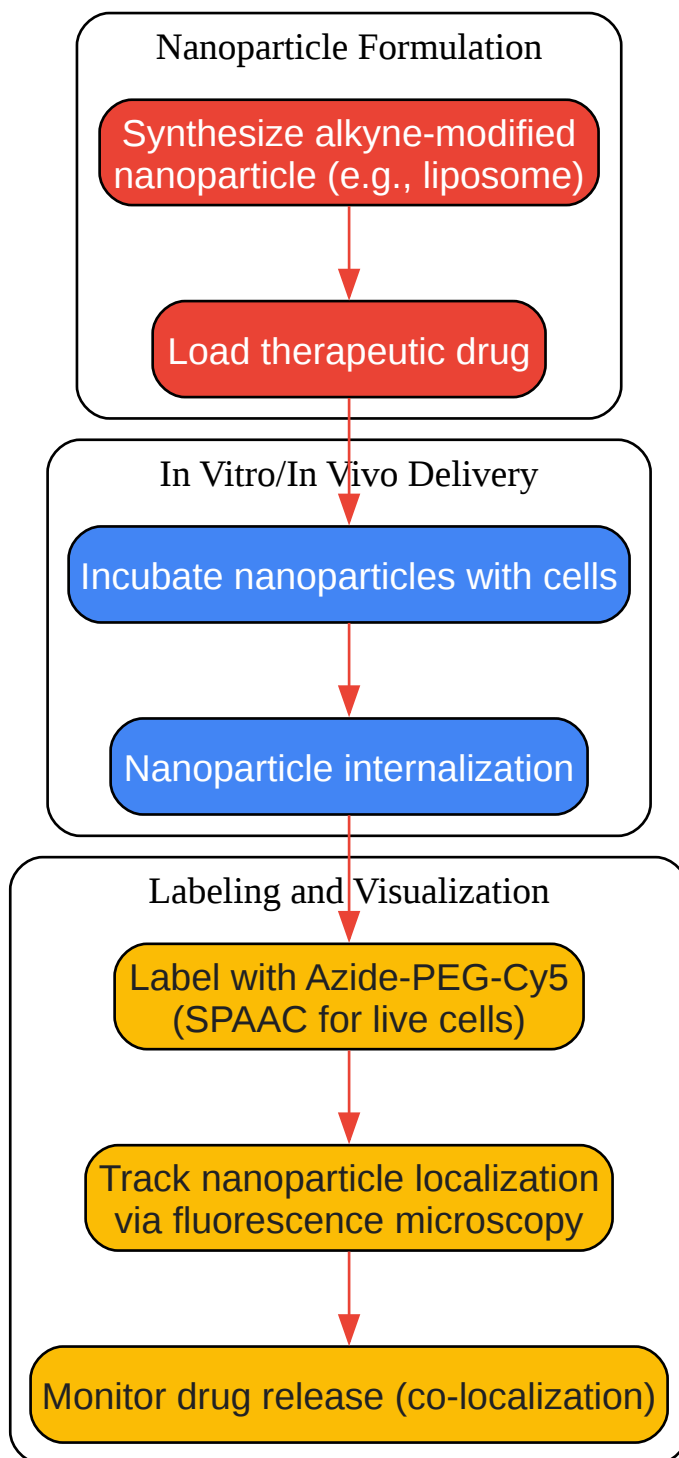 Nanoparticle Formulation
Synthesize alkyne-modified
nanoparticle (e.g., liposome)
Load therapeutic drug
In Vitro/In Vivo Delivery
Incubate nanoparticles with cells
Nanoparticle internalization
Labeling and Visualization
Label with Azide-PEG-Cy5
(SPAAC for live cells)
Track nanoparticle localization
via fluorescence microscopy
Monitor drug release (co-localization)